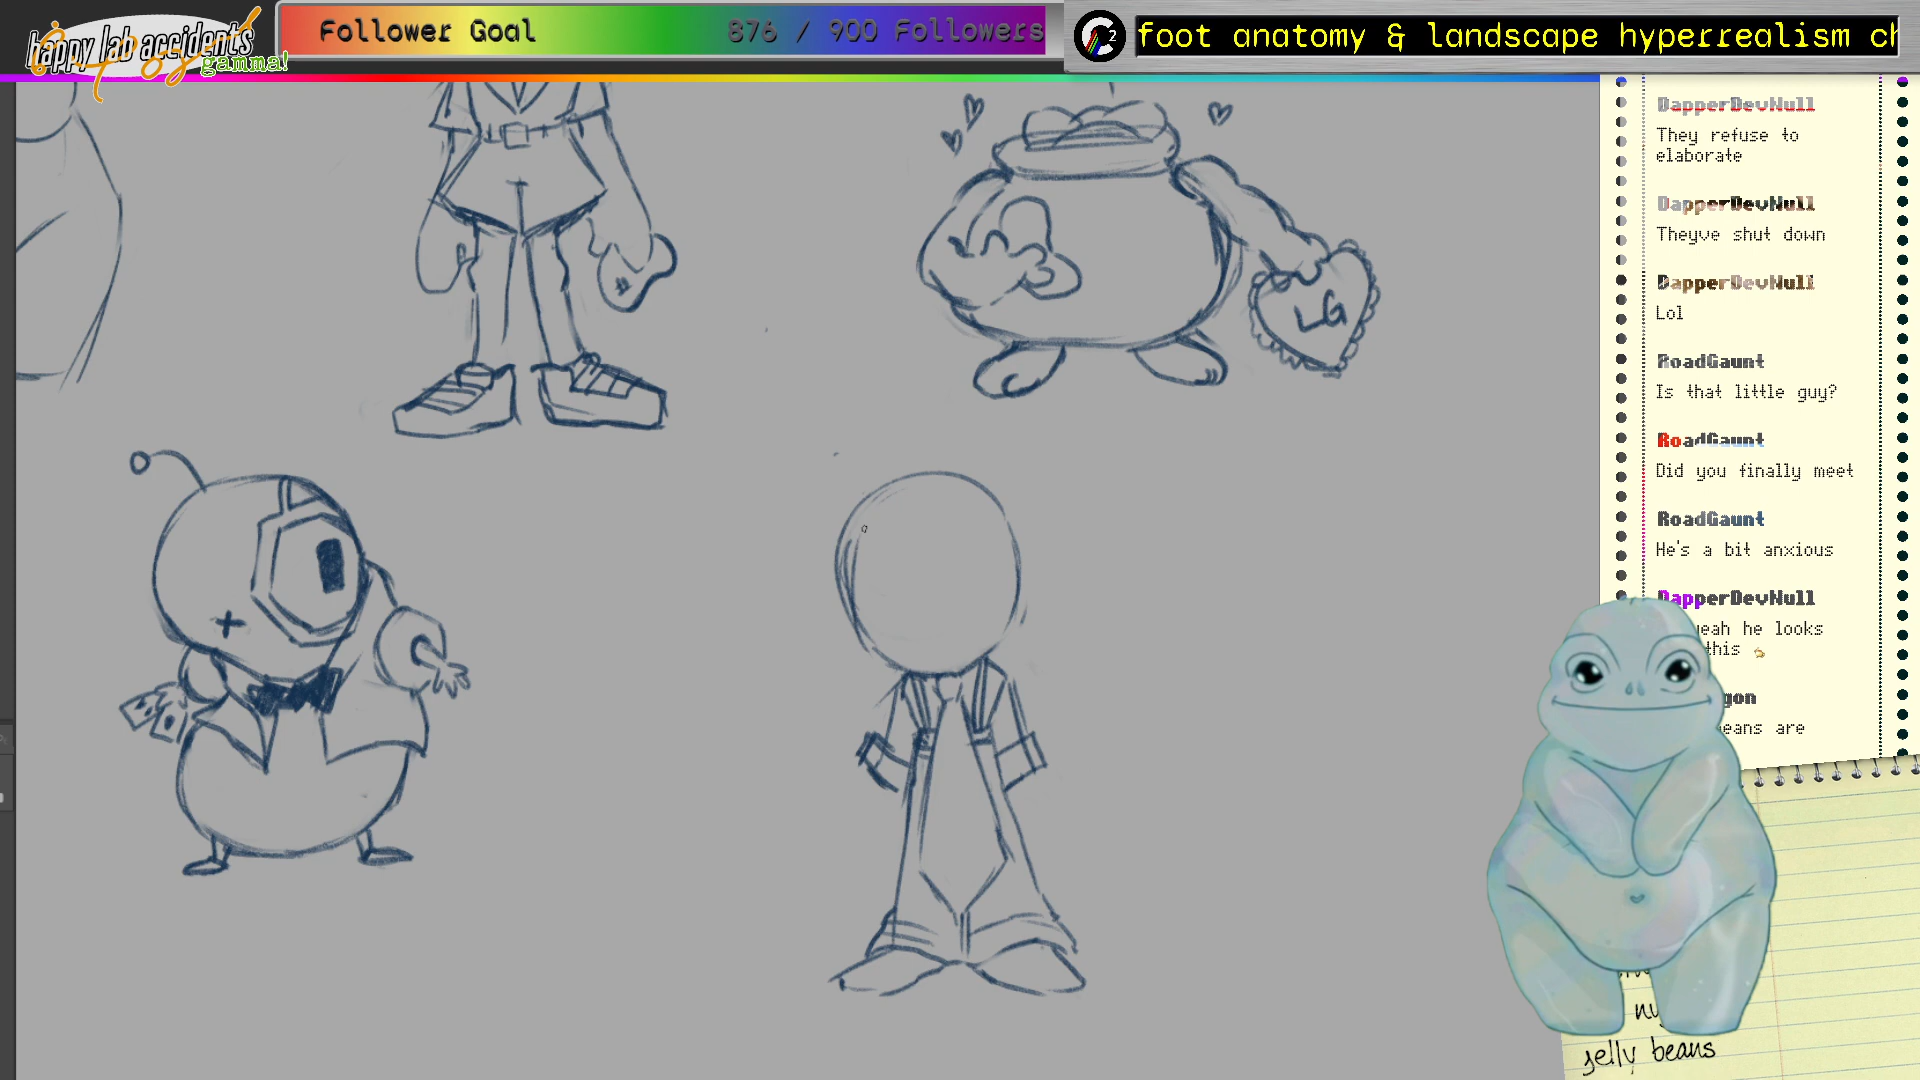 happy lab accidents
gamma!
Follower Goal
876 / 900 Followers
foot anatomy & landscape hyperrealism ch
DapperDevNull
They refuse to
elaborate
DapperDevNull
Theyve shut down
DapperDevNull
Lol
RoadGaunt
Is that little guy?
RoadGaunt
Did you finally meet
RoadGaunt
He's a bit anxious
DapperDevNull
yeah he looks
this
gon
eans are
LG
jelly beans